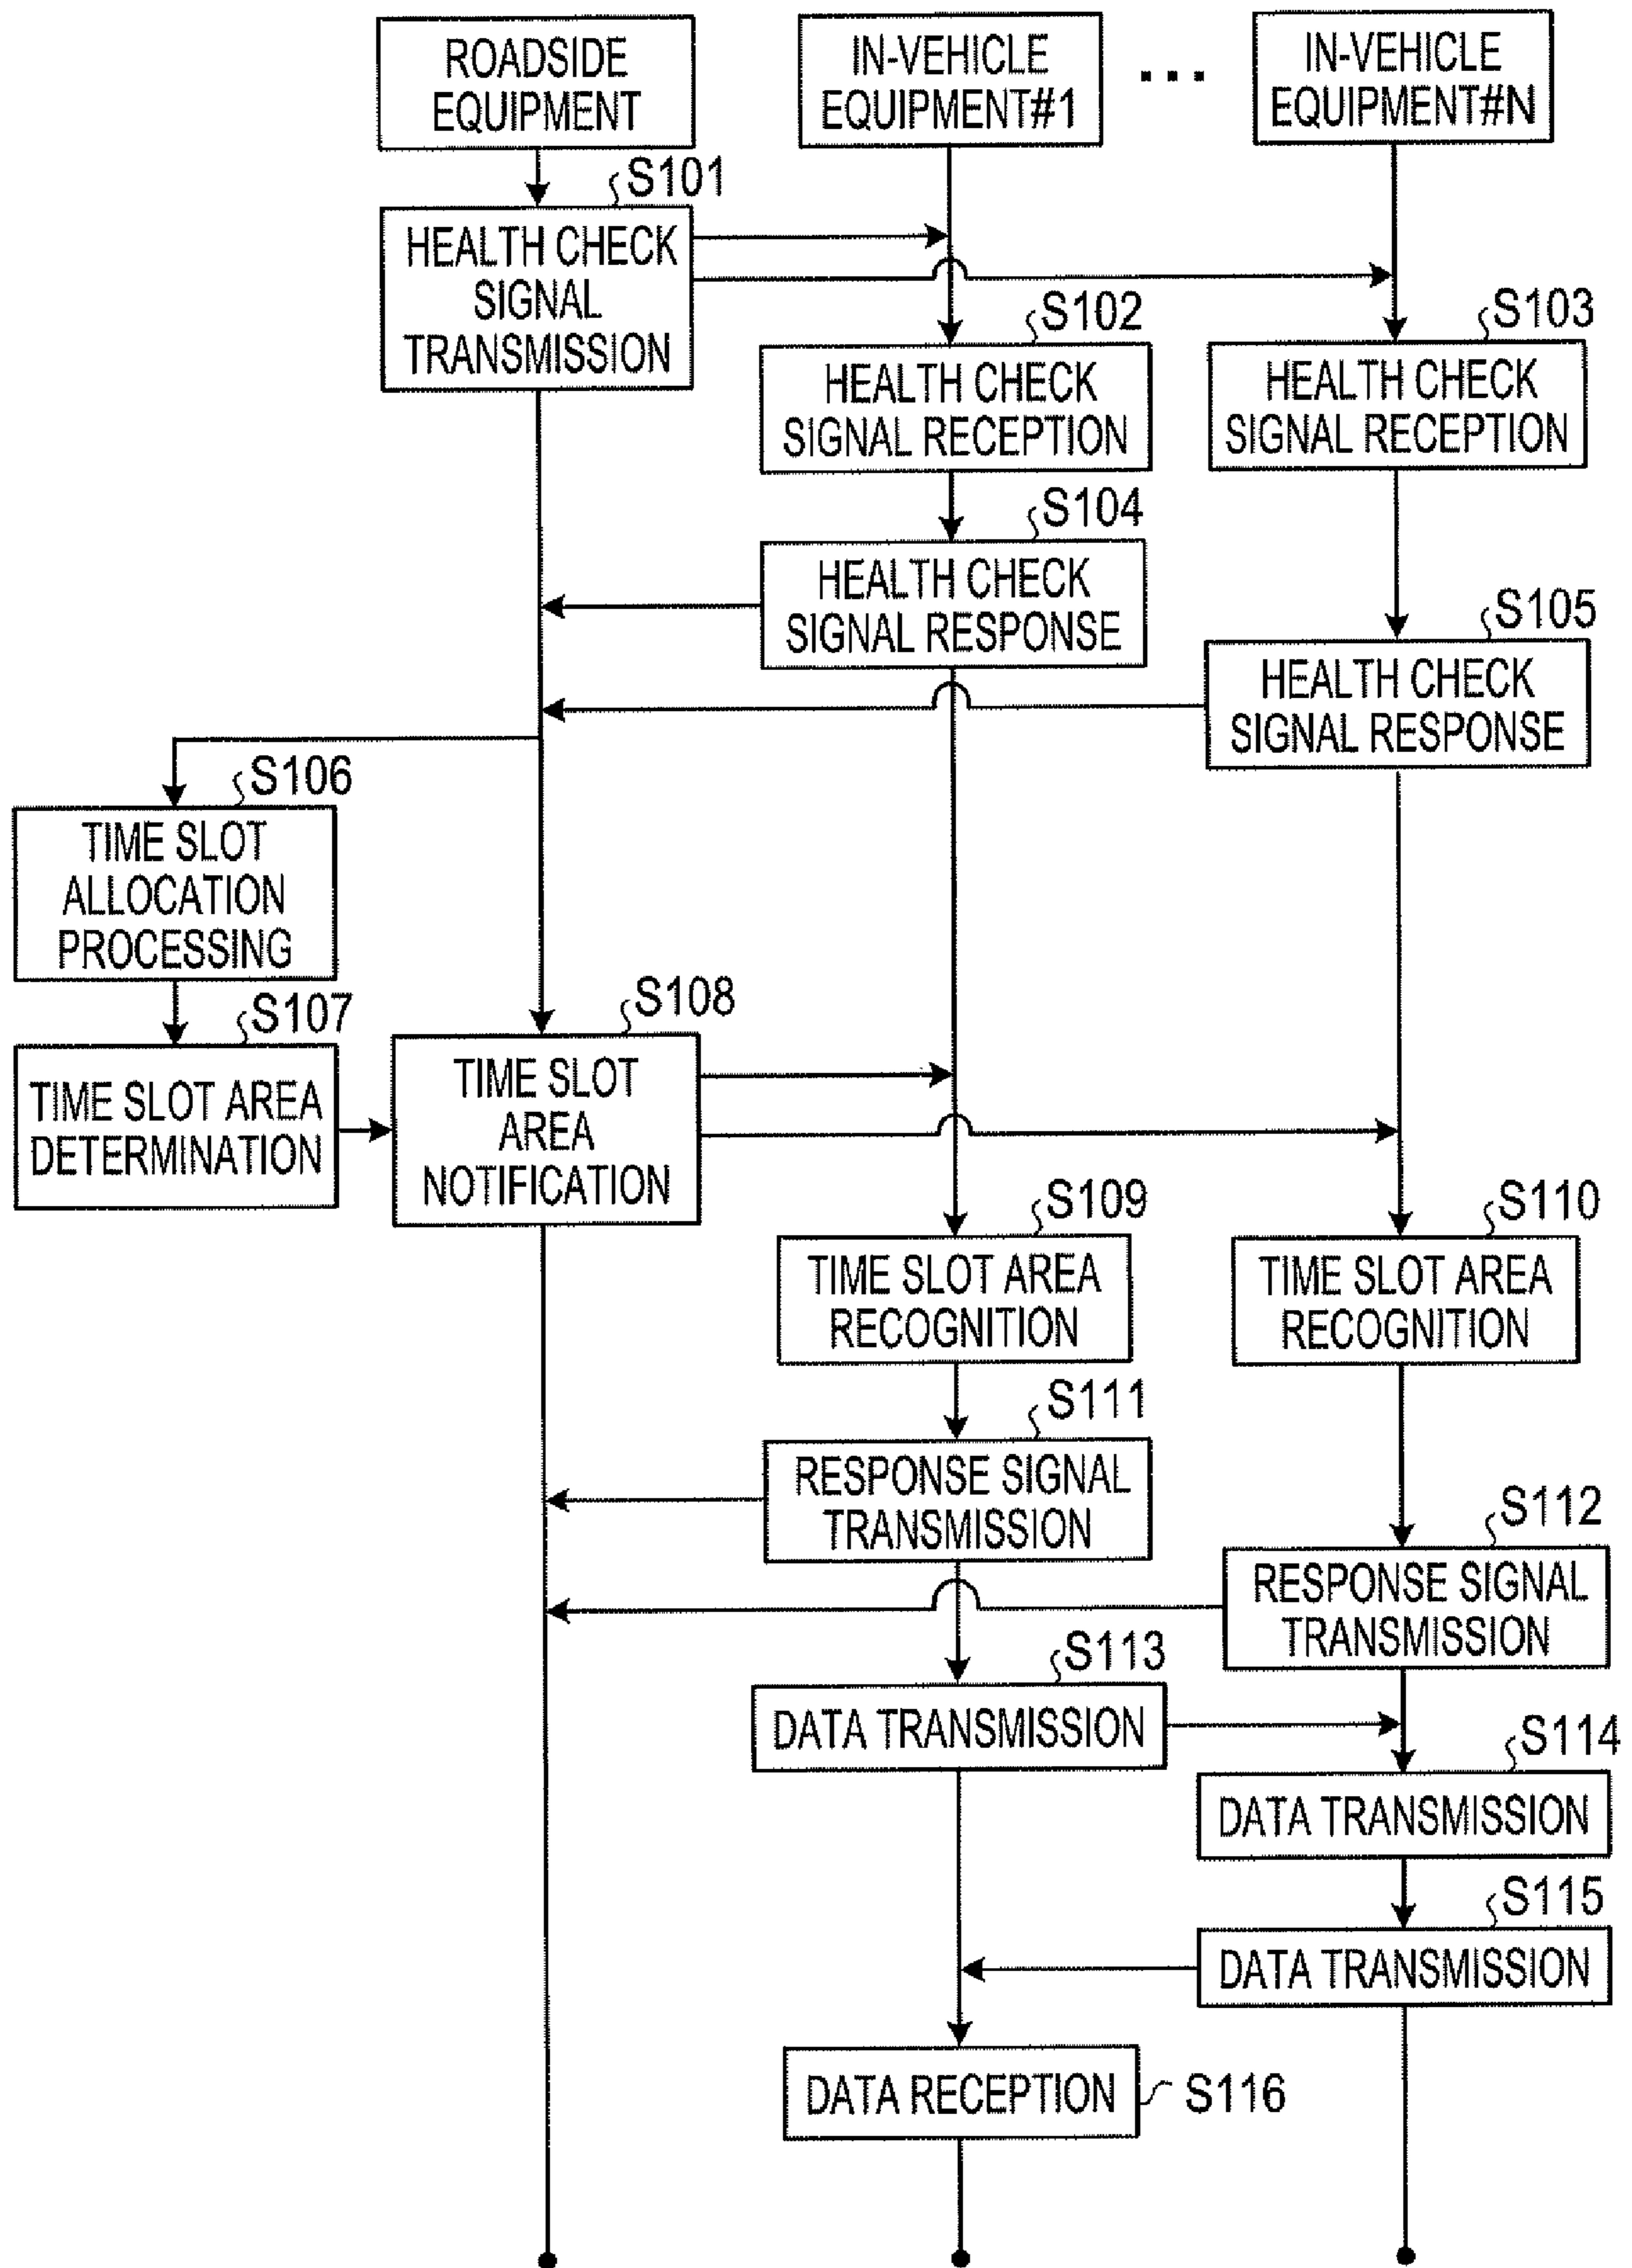 ROADSIDE
EQUIPMENT
IN-VEHICLE
EQUIPMENT#1
...
IN-VEHICLE
EQUIPMENT#N
S101
HEALTH CHECK
SIGNAL
TRANSMISSION
S102
HEALTH CHECK
SIGNAL RECEPTION
S103
HEALTH CHECK
SIGNAL RECEPTION
S104
HEALTH CHECK
SIGNAL RESPONSE
S105
HEALTH CHECK
SIGNAL RESPONSE
S106
TIME SLOT
ALLOCATION
PROCESSING
S107
TIME SLOT AREA
DETERMINATION
S108
TIME SLOT
AREA
NOTIFICATION
S109
TIME SLOT AREA
RECOGNITION
S110
TIME SLOT AREA
RECOGNITION
S111
RESPONSE SIGNAL
TRANSMISSION
S112
RESPONSE SIGNAL
TRANSMISSION
S113
DATA TRANSMISSION
S114
DATA TRANSMISSION
S115
DATA TRANSMISSION
DATA RECEPTION
S116